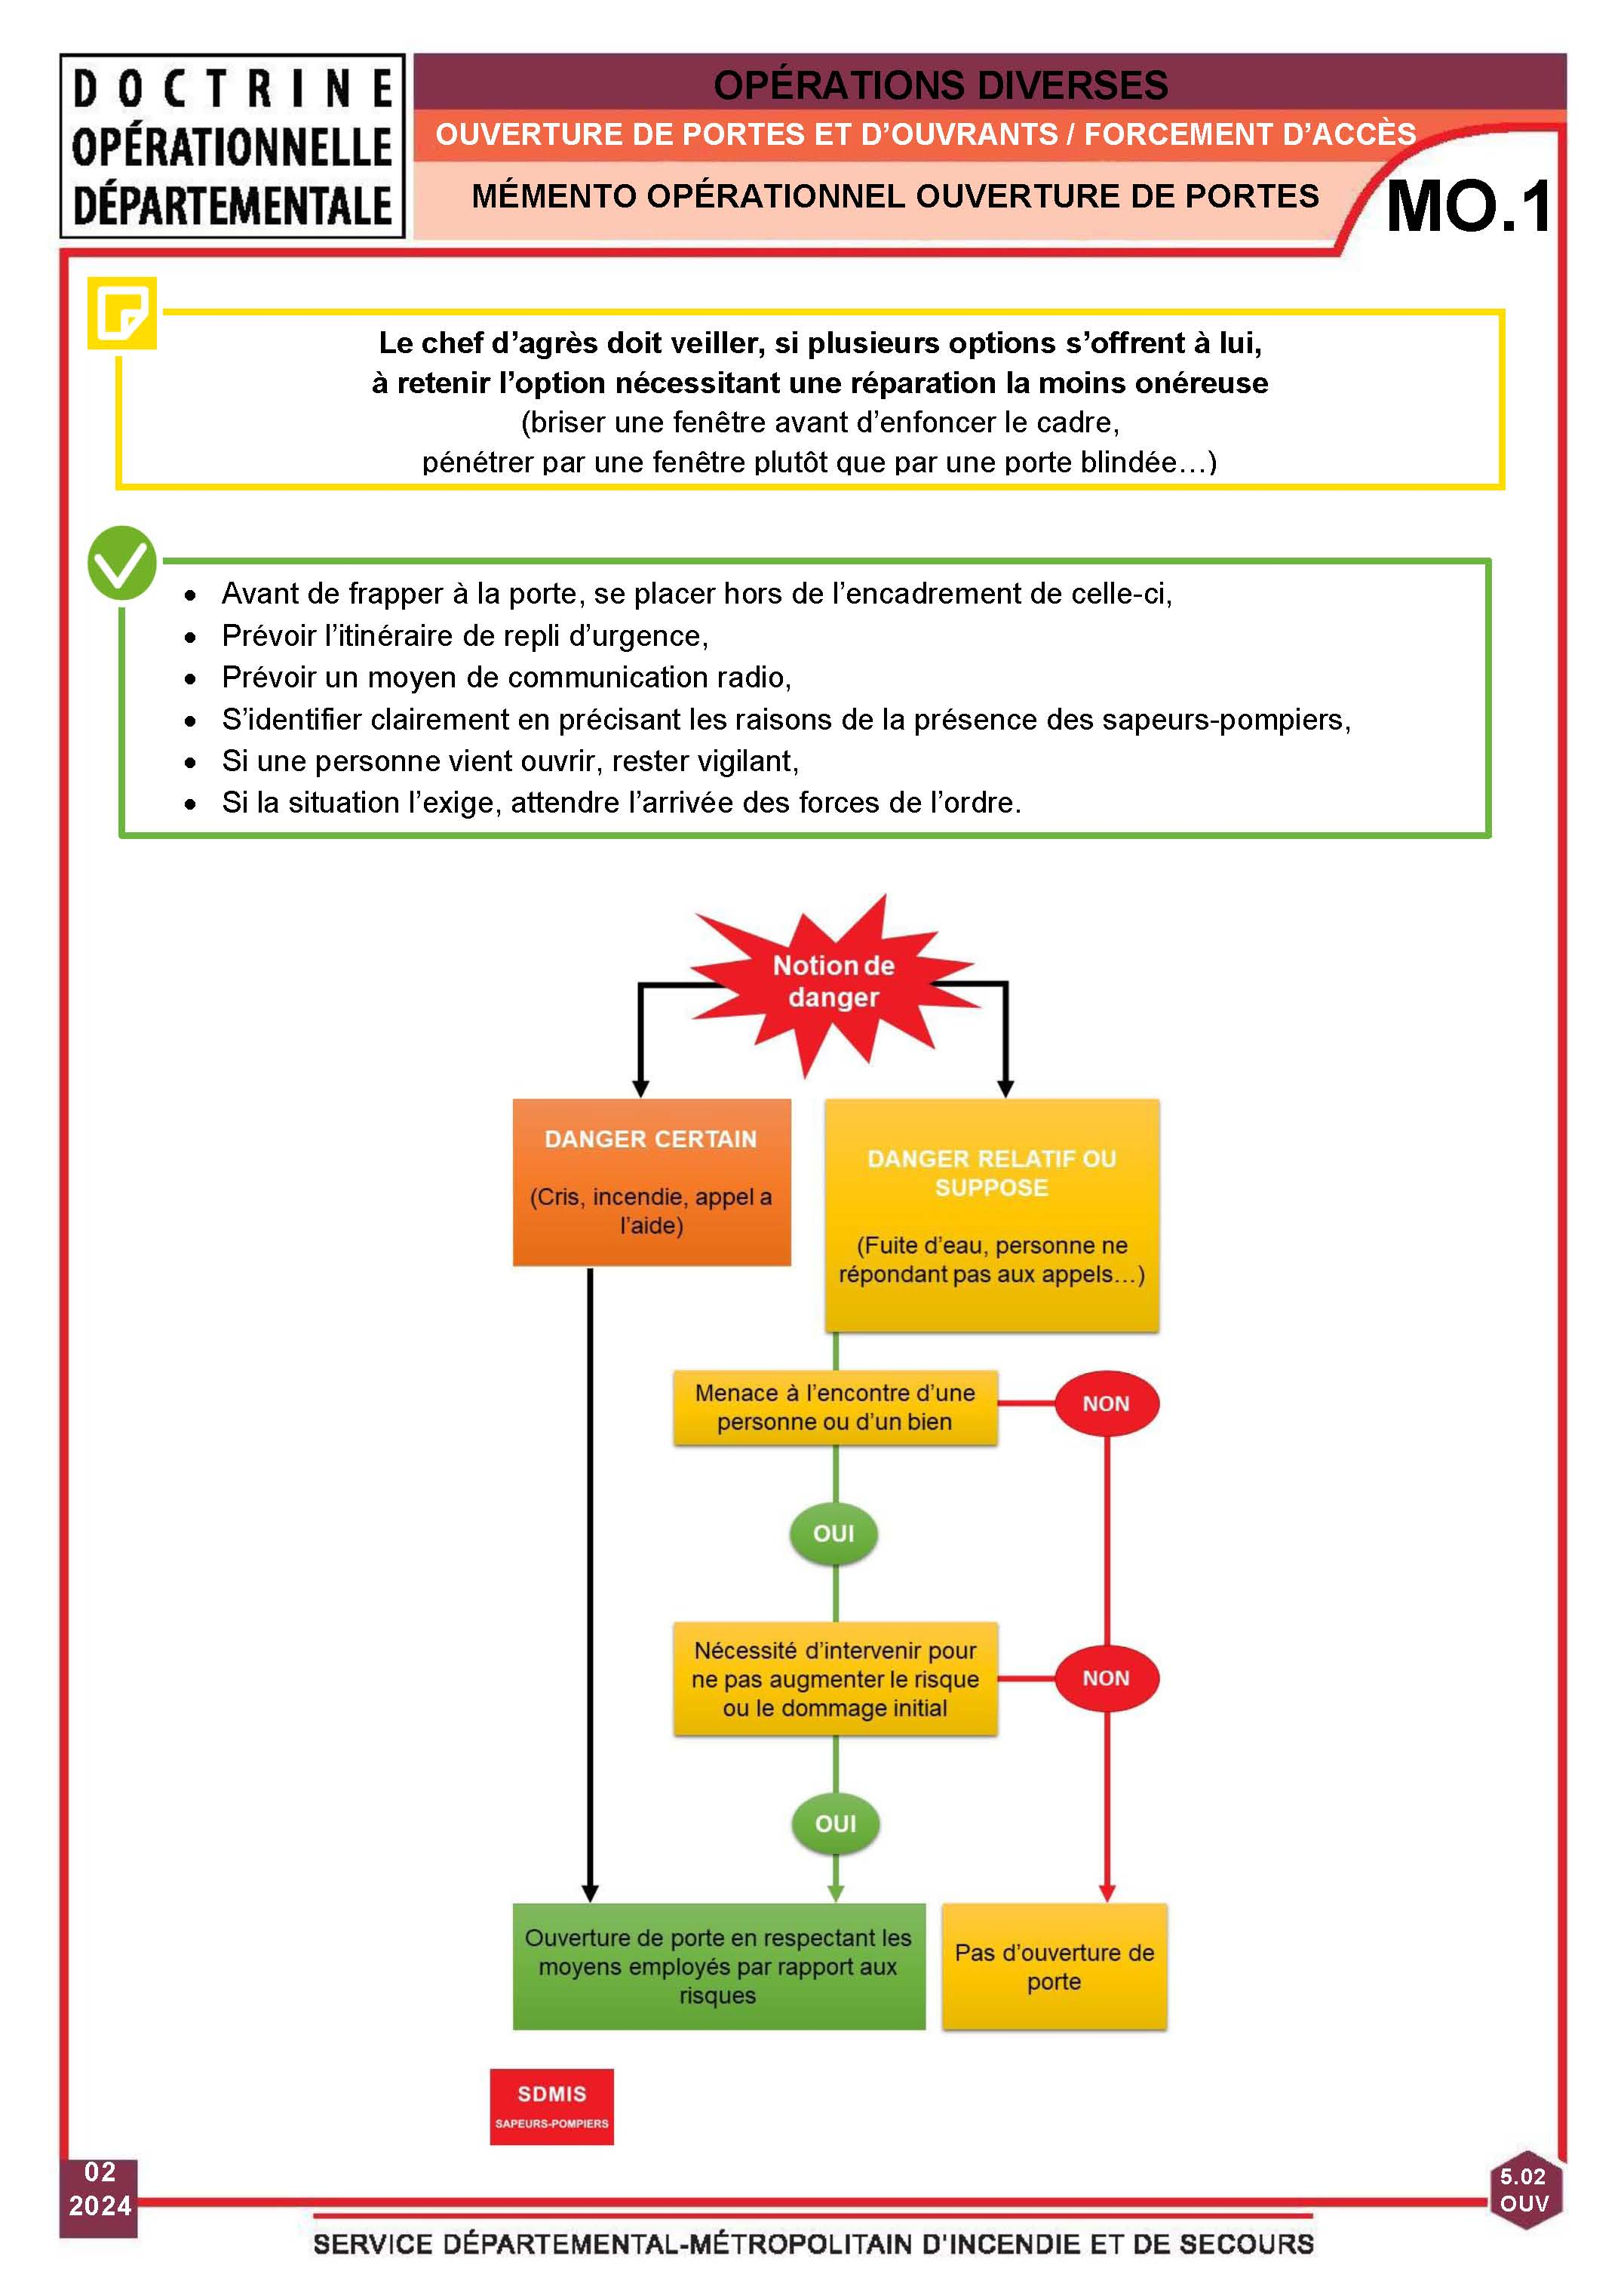 DOCTRINE
OPÉRATIONNELLE
DÉPARTEMENTALE
OPÉRATIONS DIVERSES
OUVERTURE DE PORTES ET D’OUVRANTS / FORCEMENT D’ACCÈS
MÉMENTO OPÉRATIONNEL OUVERTURE DE PORTES
MO.1
Le chef d’agrès doit veiller, si plusieurs options s’offrent à lui,
à retenir l’option nécessitant une réparation la moins onéreuse
(briser une fenêtre avant d’enfoncer le cadre,
pénétrer par une fenêtre plutôt que par une porte blindée…)
• Avant de frapper à la porte, se placer hors de l’encadrement de celle-ci,
• Prévoir l’itinéraire de repli d’urgence,
• Prévoir un moyen de communication radio,
• S’identifier clairement en précisant les raisons de la présence des sapeurs-pompiers,
• Si une personne vient ouvrir, rester vigilant,
• Si la situation l’exige, attendre l’arrivée des forces de l’ordre.
Notion de
danger
DANGER CERTAIN
(Cris, incendie, appel a
l’aide)
DANGER RELATIF OU
SUPPOSE
(Fuite d’eau, personne ne
répondant pas aux appels…)
Menace à l’encontre d’une
personne ou d’un bien
NON
OUI
Nécessité d’intervenir pour
ne pas augmenter le risque
ou le dommage initial
NON
OUI
Ouverture de porte en respectant les
moyens employés par rapport aux
risques
Pas d’ouverture de
porte
SDMIS
SAPEURS-POMPIERS
02
2024
5.02
OUV
SERVICE DÉPARTEMENTAL-MÉTROPOLITAIN D'INCENDIE ET DE SECOURS